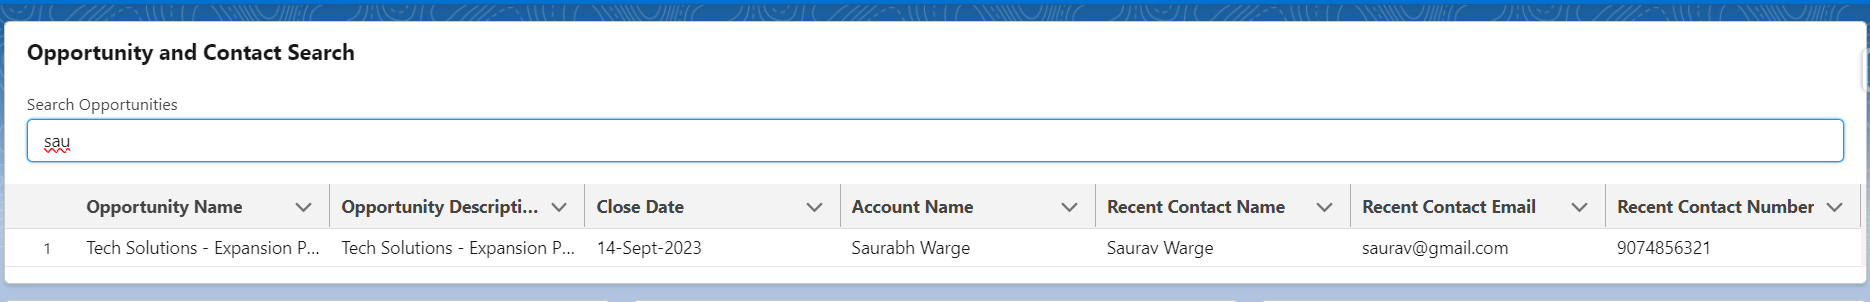 Opportunity and Contact Search
Search Opportunities
sau
Opportunity Name Opportunity Descripti... Close Date Account Name Recent Contact Name Recent Contact Email Recent Contact Number
1 Tech Solutions - Expansion P... Tech Solutions - Expansion P... 14-Sept-2023 Saurabh Warge Saurav Warge saurav@gmail.com 9074856321